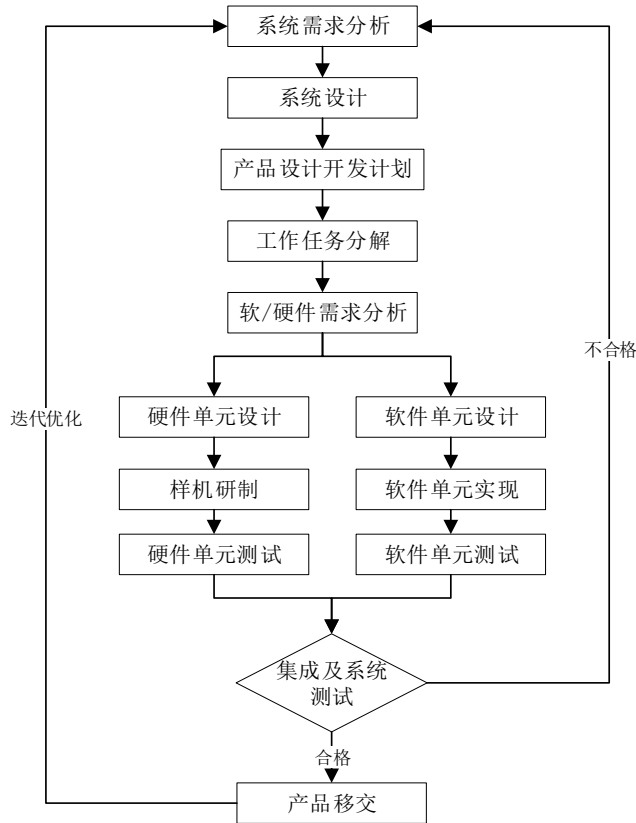 系统需求分析
系统设计
产品设计开发计划
工作任务分解
软/硬件需求分析
不合格
迭代优化
硬件单元设计
软件单元设计
样机研制
软件单元实现
硬件单元测试
软件单元测试
集成及系统
测试
合格
产品移交